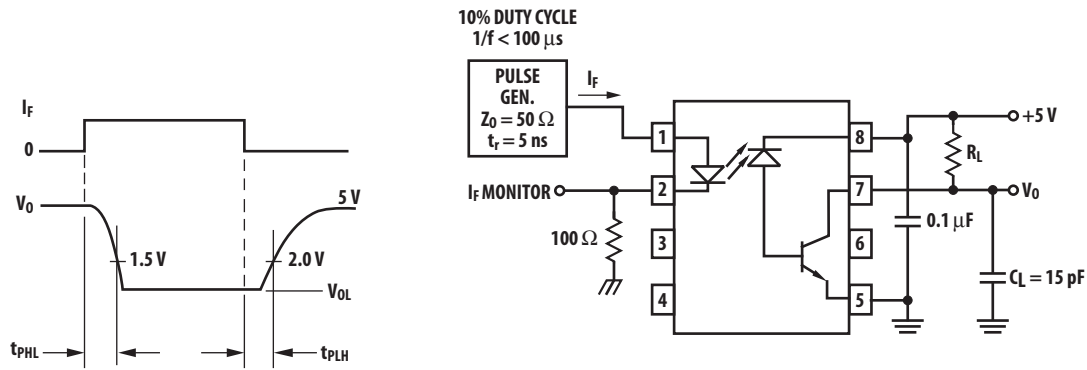 I_F
0
V_O
5 V
1.5 V
2.0 V
V_OL
t_PHL
t_PLH
10% DUTY CYCLE
1/f < 100 µs
PULSE
GEN.
Z_O = 50 Ω
t_r = 5 ns
I_F
1
2
3
4
8
7
6
5
I_F MONITOR
100 Ω
+5 V
R_L
V_O
0.1 µF
C_L = 15 pF